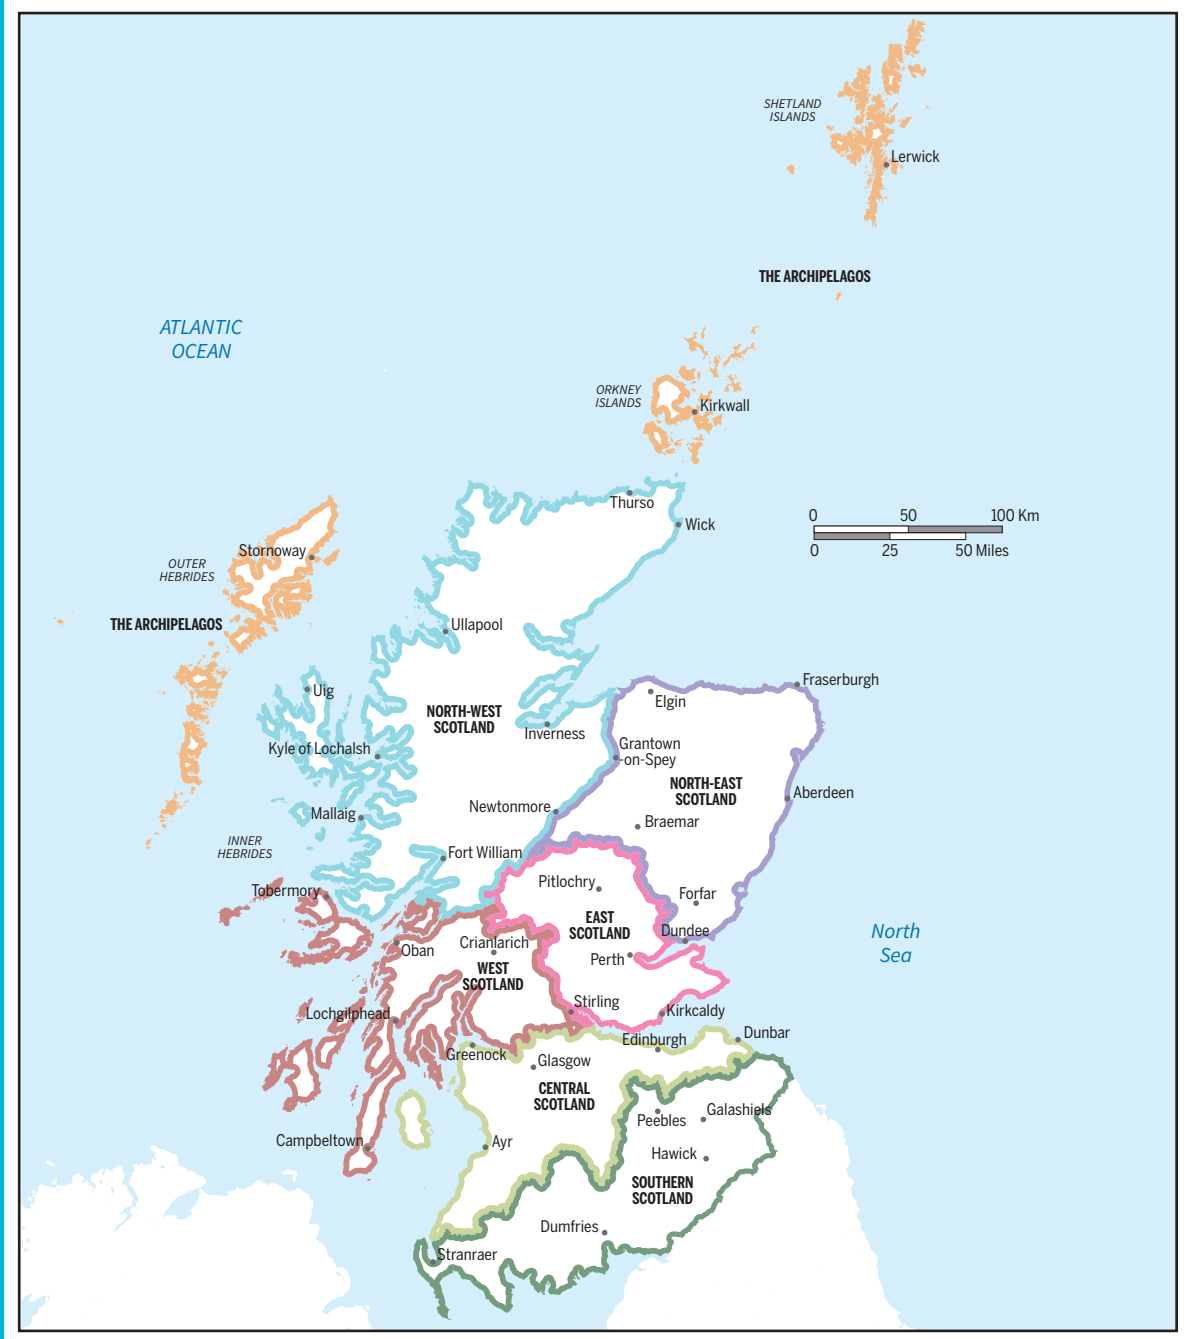 SHETLAND
ISLANDS
Lerwick
THE ARCHIPELAGOS
ATLANTIC
OCEAN
ORKNEY
ISLANDS
Kirkwall
Thurso
Wick
0 50 100 Km
0 25 50 Miles
Stornoway
OUTER
HEBRIDES
THE ARCHIPELAGOS
Ullapool
Uig
Fraserburgh
Elgin
NORTH-WEST
SCOTLAND
Inverness
Kyle of Lochalsh
Grantown
-on-Spey
NORTH-EAST
SCOTLAND
Aberdeen
Newtonmore
Mallaig
Braemar
INNER
HEBRIDES
Fort William
Tobermory
Pitlochry
Forfar
EAST
SCOTLAND
Dundee
North
Sea
Oban
Crianlarich
Perth
WEST
SCOTLAND
Stirling
Lochgilphead
Kirkcaldy
Edinburgh
Dunbar
Greenock
Glasgow
CENTRAL
SCOTLAND
Peebles
Galashiels
Campbeltown
Ayr
Hawick
SOUTHERN
SCOTLAND
Dumfries
Stranraer